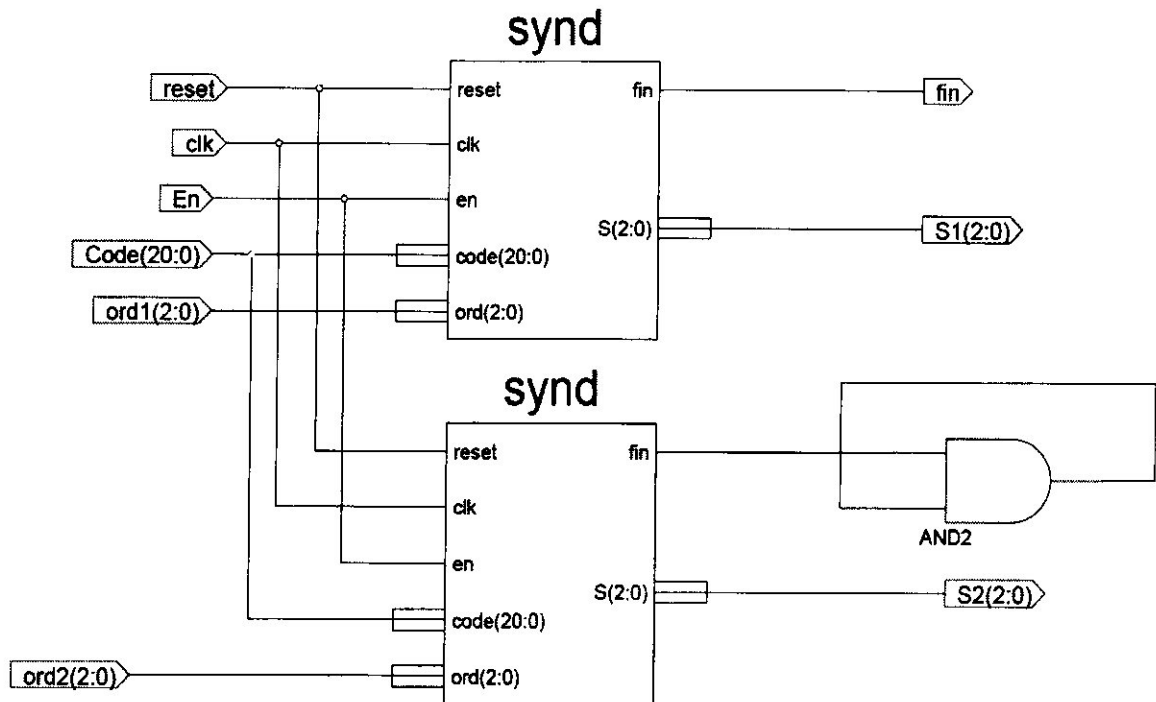 synd
reset
reset
fin
fin
clk
clk
En
en
S(2:0)
S1(2:0)
Code(20:0)
code(20:0)
ord1(2:0)
ord(2:0)
synd
reset
fin
clk
AND2
en
S(2:0)
S2(2:0)
code(20:0)
ord2(2:0)
ord(2:0)